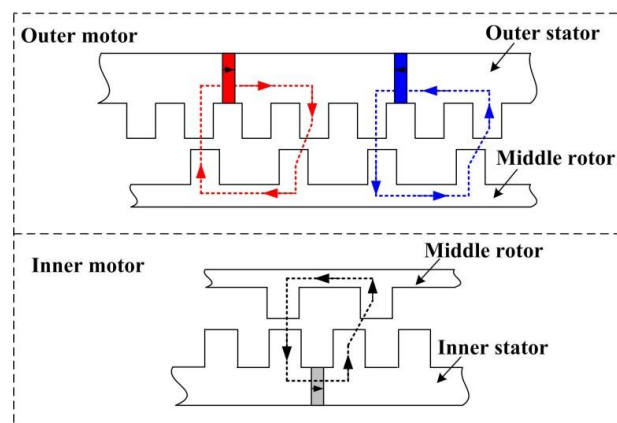 Outer motor
Outer stator
Middle rotor
Inner motor
Middle rotor
Inner stator